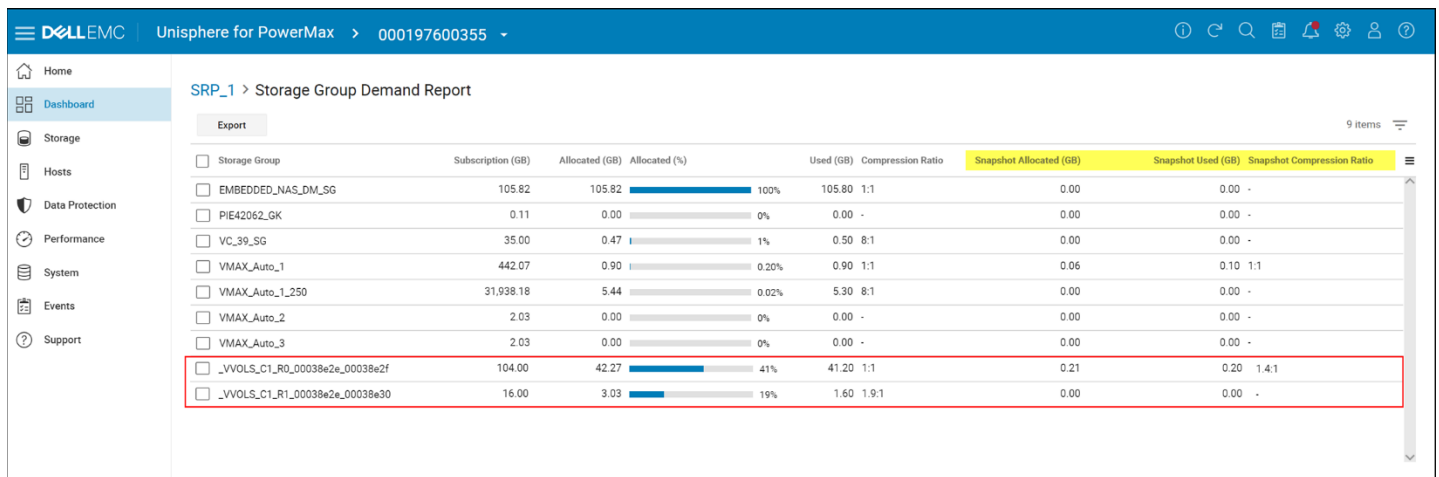 DELLEMC Unisphere for PowerMax > 000197600355
Home
Dashboard
Storage
Hosts
Data Protection
Performance
System
Events
Support
SRP_1 > Storage Group Demand Report
Export 9 items
Storage Group Subscription (GB) Allocated (GB) Allocated (%) Used (GB) Compression Ratio Snapshot Allocated (GB) Snapshot Used (GB) Snapshot Compression Ratio
EMBEDDED_NAS_DM_SG 105.82 105.82 100% 105.80 1:1 0.00 0.00 -
PIE42062_GK 0.11 0.00 0% 0.00 - 0.00 0.00 -
VC_39_SG 35.00 0.47 1% 0.50 8:1 0.00 0.00 -
VMAX_Auto_1 442.07 0.90 0.20% 0.90 1:1 0.06 0.10 1:1
VMAX_Auto_1_250 31,938.18 5.44 0.02% 5.30 8:1 0.00 0.00 -
VMAX_Auto_2 2.03 0.00 0% 0.00 - 0.00 0.00 -
VMAX_Auto_3 2.03 0.00 0% 0.00 - 0.00 0.00 -
_VVOLS_C1_R0_00038e2e_00038e2f 104.00 42.27 41% 41.20 1:1 0.21 0.20 1.4:1
_VVOLS_C1_R1_00038e2e_00038e30 16.00 3.03 19% 1.60 1.9:1 0.00 0.00 -